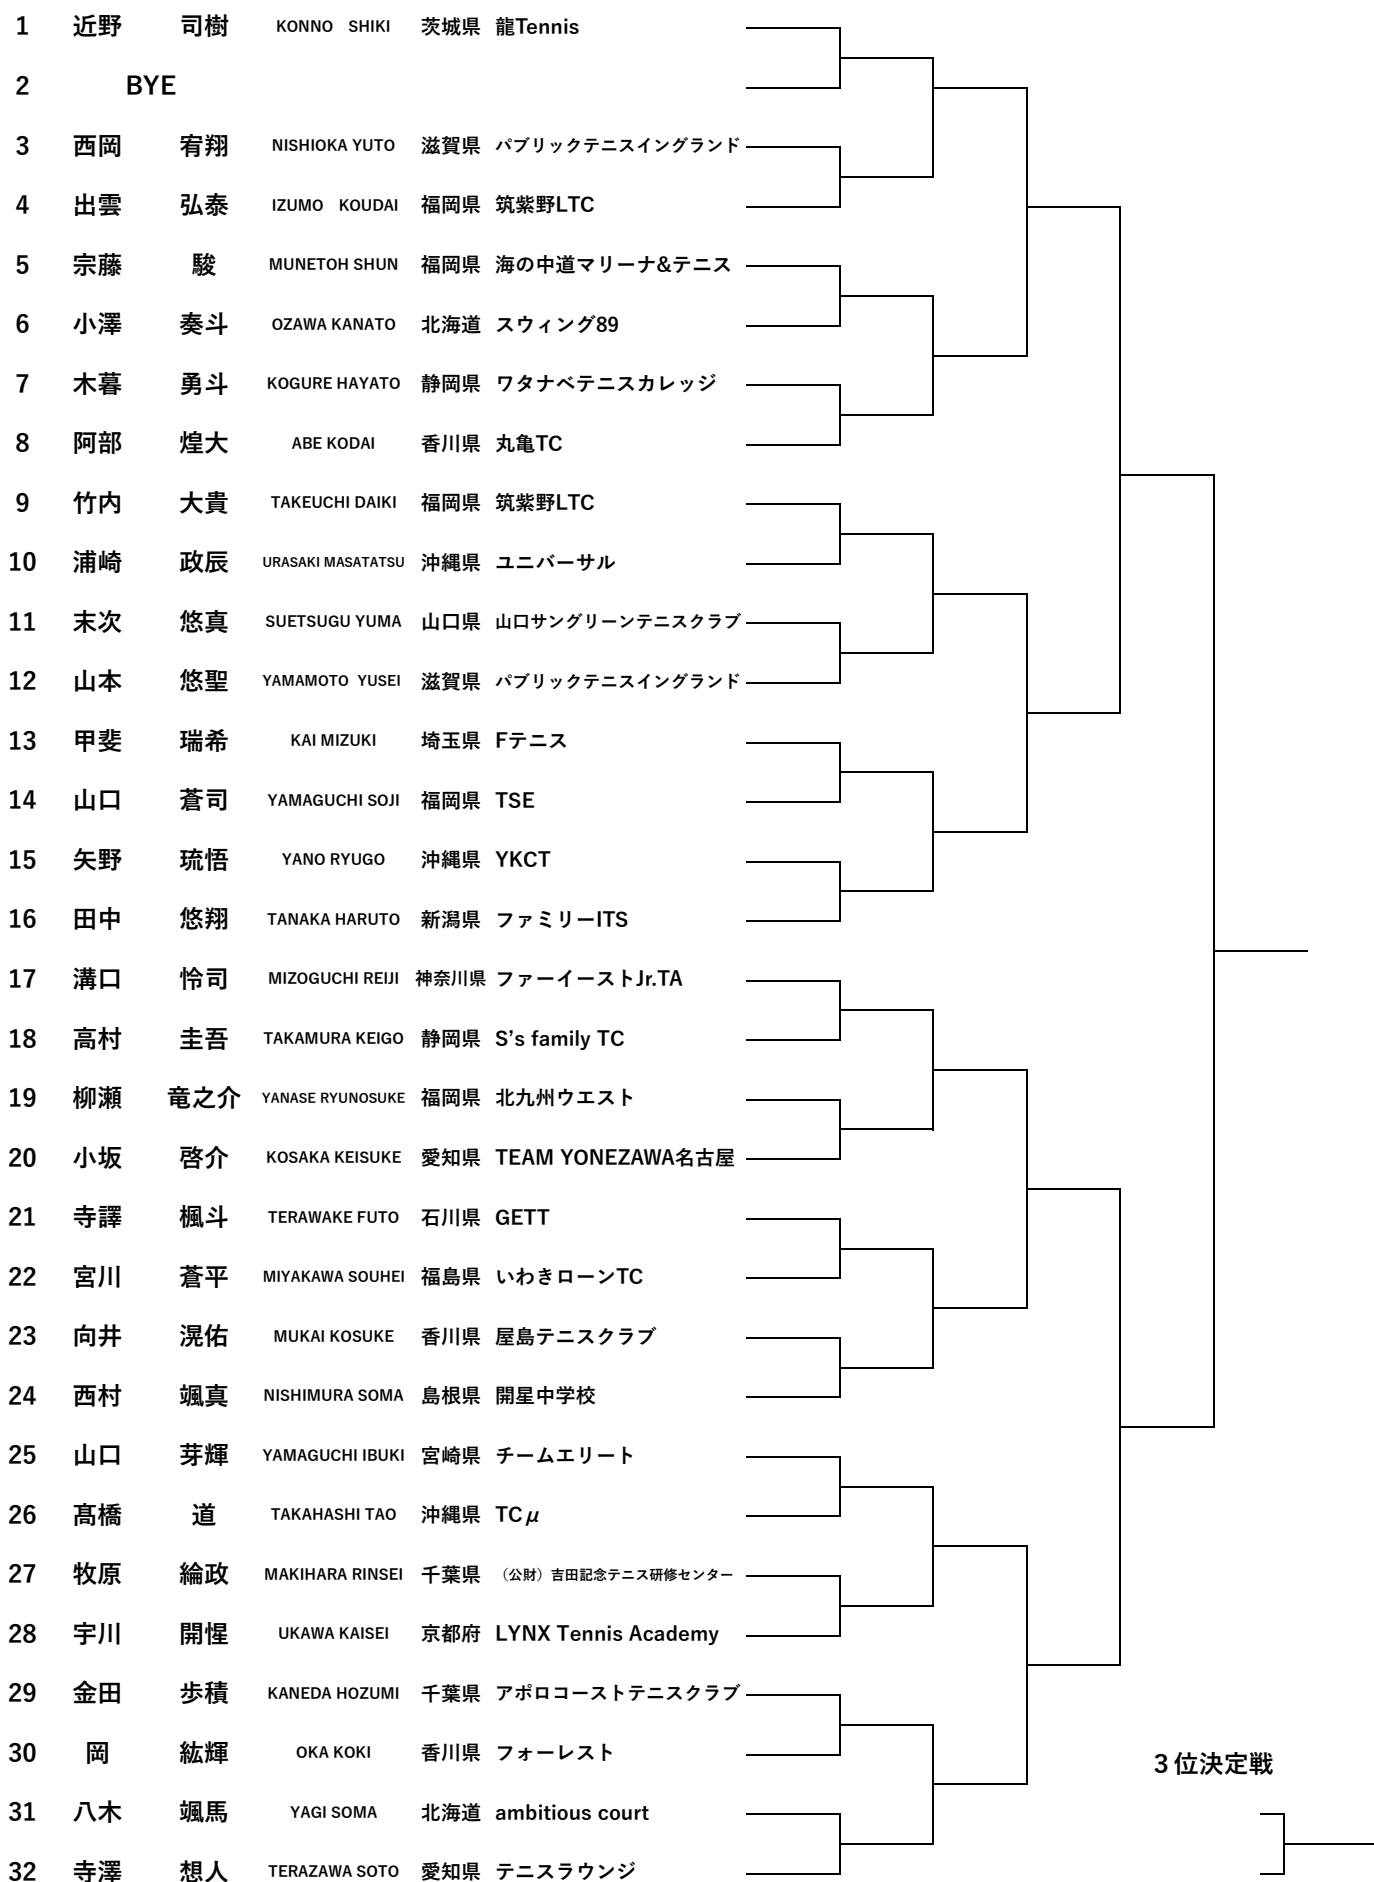 1 近野 司樹 KONNO SHIKI 茨城県 龍Tennis
2 BYE
3 西岡 宥翔 NISHIOKA YUTO 滋賀県 パブリックテニスイングランド
4 出雲 弘泰 IZUMO KOUDAI 福岡県 筑紫野LTC
5 宗藤 駿 MUNETOH SHUN 福岡県 海の中道マリーナ&テニス
6 小澤 奏斗 OZAWA KANATO 北海道 スウィング89
7 木暮 勇斗 KOGURE HAYATO 静岡県 ワタナベテニスカレッジ
8 阿部 煌大 ABE KODAI 香川県 丸亀TC
9 竹内 大貴 TAKEUCHI DAIKI 福岡県 筑紫野LTC
10 浦崎 政辰 URASAKI MASATATSU 沖縄県 ユニバーサル
11 末次 悠真 SUETSUGU YUMA 山口県 山口サングリーンテニスクラブ
12 山本 悠聖 YAMAMOTO YUSEI 滋賀県 パブリックテニスイングランド
13 甲斐 瑞希 KAI MIZUKI 埼玉県 Fテニス
14 山口 蒼司 YAMAGUCHI SOJI 福岡県 TSE
15 矢野 琉悟 YANO RYUGO 沖縄県 YKCT
16 田中 悠翔 TANAKA HARUTO 新潟県 ファミリーITS
17 溝口 怜司 MIZOGUCHI REIJI 神奈川県 ファーイーストJr.TA
18 高村 圭吾 TAKAMURA KEIGO 静岡県 S’s family TC
19 柳瀬 竜之介 YANASE RYUNOSUKE 福岡県 北九州ウエスト
20 小坂 啓介 KOSAKA KEISUKE 愛知県 TEAM YONEZAWA名古屋
21 寺譯 楓斗 TERAWAKE FUTO 石川県 GETT
22 宮川 蒼平 MIYAKAWA SOUHEI 福島県 いわきローンTC
23 向井 滉佑 MUKAI KOSUKE 香川県 屋島テニスクラブ
24 西村 颯真 NISHIMURA SOMA 島根県 開星中学校
25 山口 芽輝 YAMAGUCHI IBUKI 宮崎県 チームエリート
26 髙橋 道 TAKAHASHI TAO 沖縄県 TCμ
27 牧原 綸政 MAKIHARA RINSEI 千葉県 （公財）吉田記念テニス研修センター
28 宇川 開惺 UKAWA KAISEI 京都府 LYNX Tennis Academy
29 金田 歩積 KANEDA HOZUMI 千葉県 アポロコーストテニスクラブ
30 岡 紘輝 OKA KOKI 香川県 フォーレスト
３位決定戦
31 八木 颯馬 YAGI SOMA 北海道 ambitious court
32 寺澤 想人 TERAZAWA SOTO 愛知県 テニスラウンジ